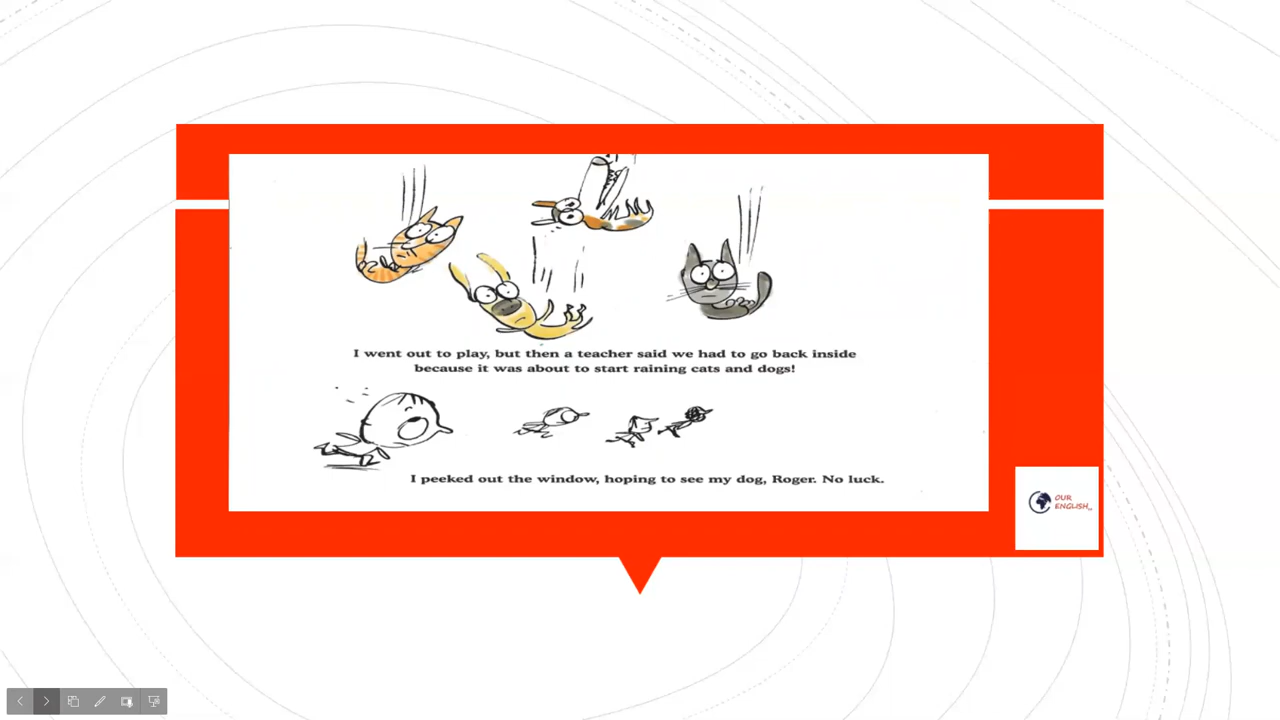 I went out to play, but then a teacher said we had to go back inside
because it was about to start raining cats and dogs!
I peeked out the window, hoping to see my dog, Roger. No luck.
OUR
ENGLISH